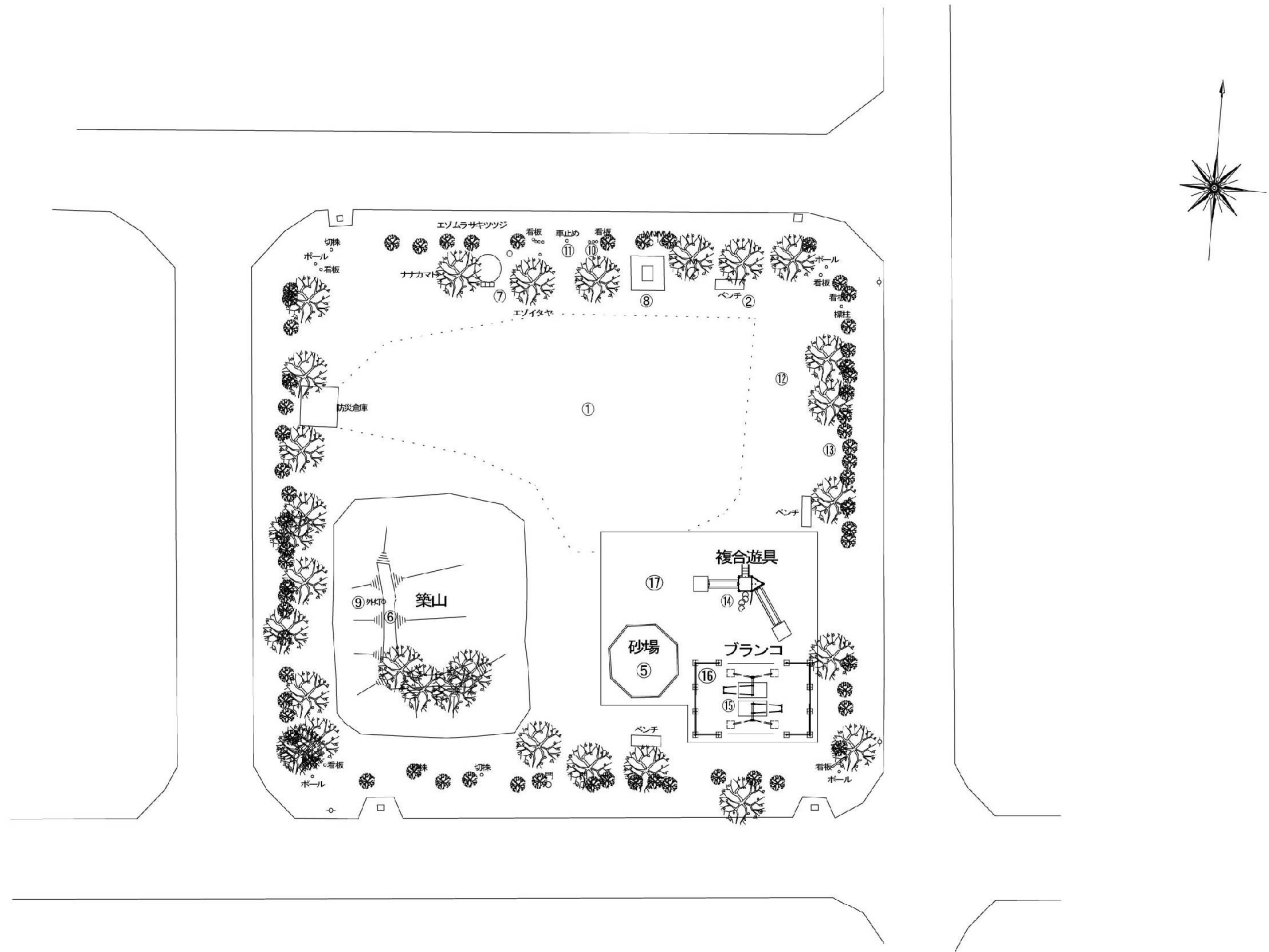 エゾムラサキツツジ
看板
車止め
看板
切株
⑪
⑩
ポール
看板
ナナカマド
ポール
看板
⑦
⑧
ベンチ
②
看板
標柱
エゾイタヤ
⑫
防災倉庫
①
⑬
ベンチ
複合遊具
⑰
⑭
⑨
外灯
⑥
築山
砂場
⑤
ブランコ
⑯
⑮
ベンチ
看板
切株
看板
ポール
ポール